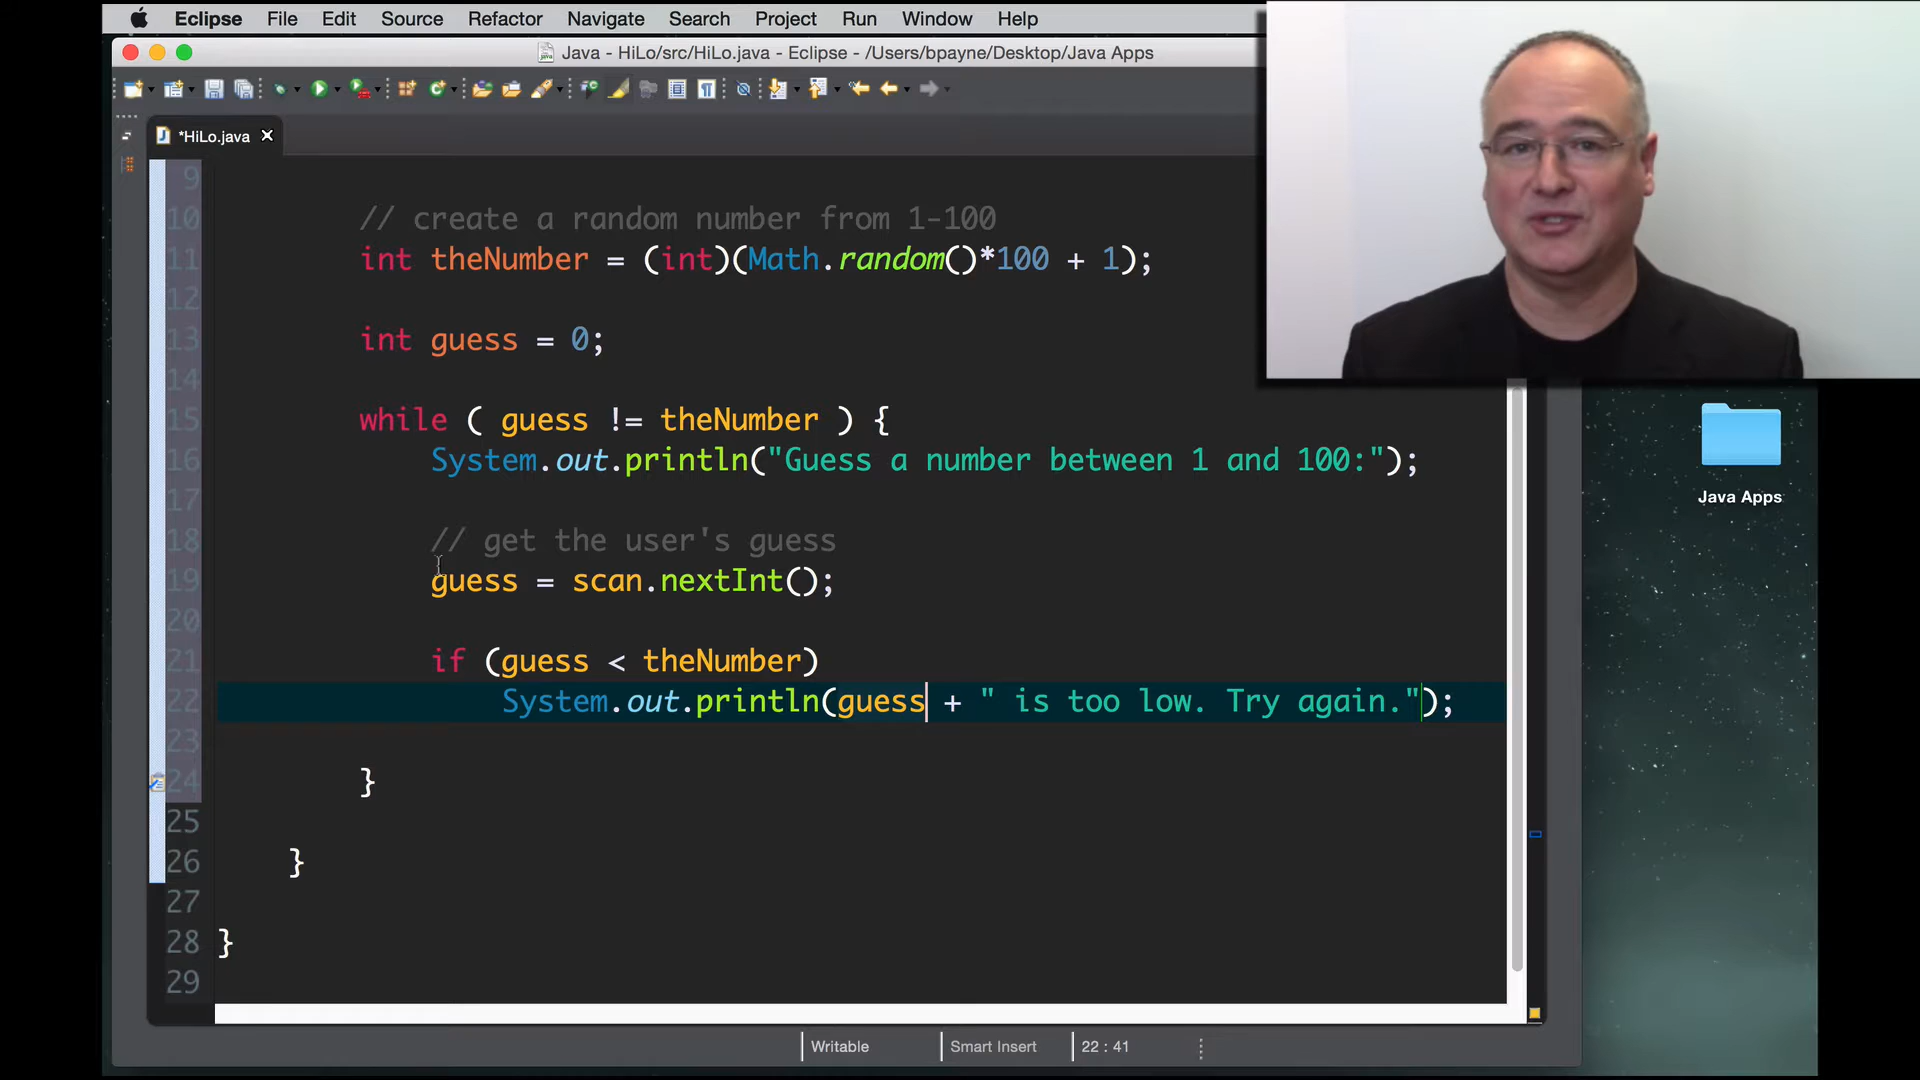 Eclipse File Edit Source Refactor Navigate Search Project Run Window Help
Java - HiLo/src/HiLo.java - Eclipse - /Users/bpayne/Desktop/Java Apps
*HiLo.java
9
10 // create a random number from 1-100
11 int theNumber = (int)(Math.random()*100 + 1);
12
13 int guess = 0;
14
15 while ( guess != theNumber ) {
16 System.out.println("Guess a number between 1 and 100:");
17
18 // get the user's guess
19 guess = scan.nextInt();
20
21 if (guess < theNumber)
22 System.out.println(guess + " is too low. Try again.");
23
24 }
25
26 }
27
28 }
29
Java Apps
Writable Smart Insert 22 : 41